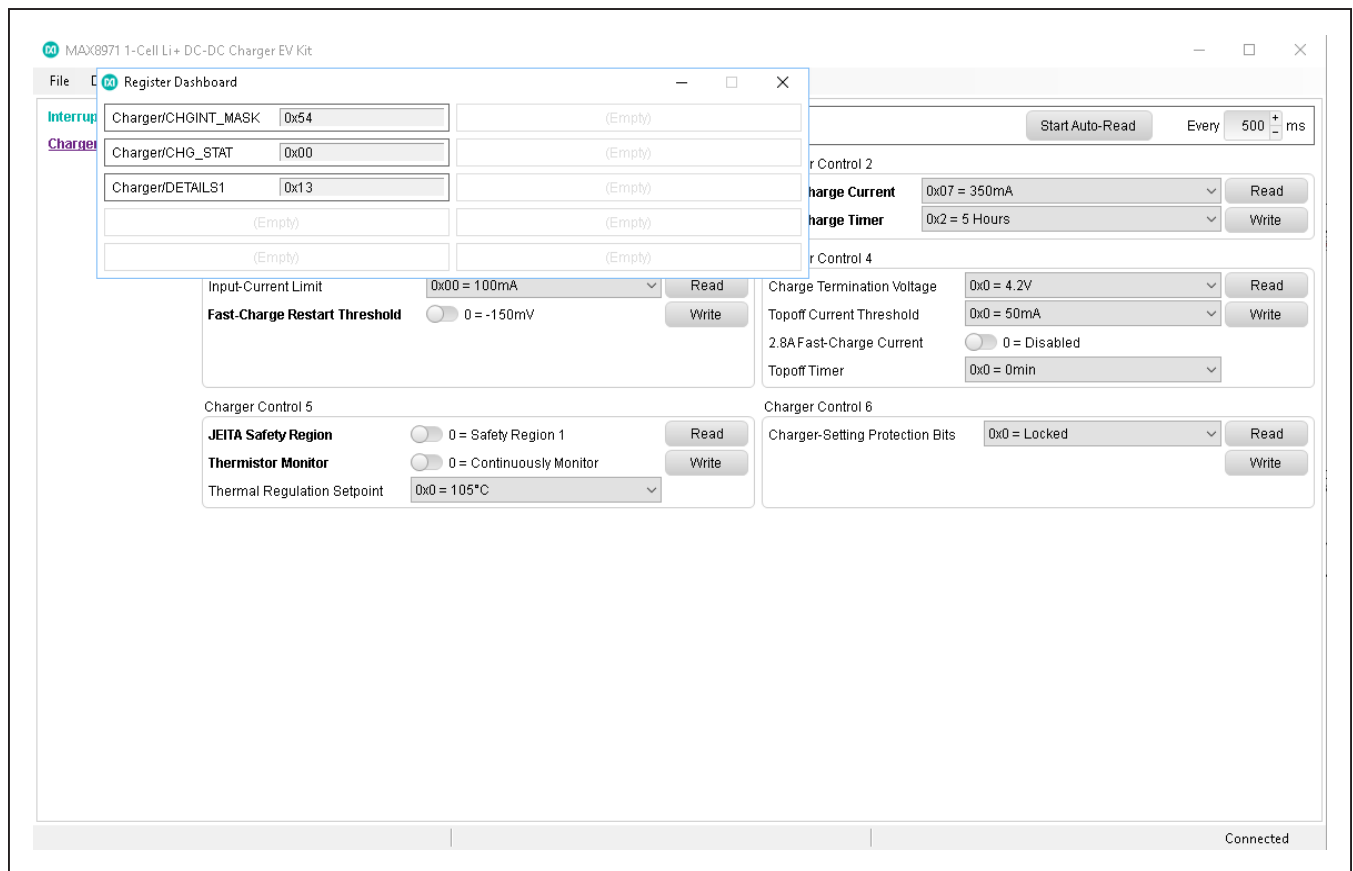 MAX8971 1-Cell Li+ DC-DC Charger EV Kit
File
Register Dashboard
Charger/CHGINT_MASK 0x54 (Empty)
Charger/CHG_STAT 0x00 (Empty)
Charger/DETAILS1 0x13 (Empty)
(Empty) (Empty)
(Empty) (Empty)
Interrup
Charger
Start Auto-Read Every 500 ms
r Control 2
harge Current 0x07 = 350mA Read
harge Timer 0x2 = 5 Hours Write
Input-Current Limit 0x00 = 100mA Read
Fast-Charge Restart Threshold 0 = -150mV Write
r Control 4
Charge Termination Voltage 0x0 = 4.2V Read
Topoff Current Threshold 0x0 = 50mA Write
2.8A Fast-Charge Current 0 = Disabled
Topoff Timer 0x0 = 0min
Charger Control 5
JEITA Safety Region 0 = Safety Region 1 Read
Thermistor Monitor 0 = Continuously Monitor Write
Thermal Regulation Setpoint 0x0 = 105°C
Charger Control 6
Charger-Setting Protection Bits 0x0 = Locked Read
Write
Connected